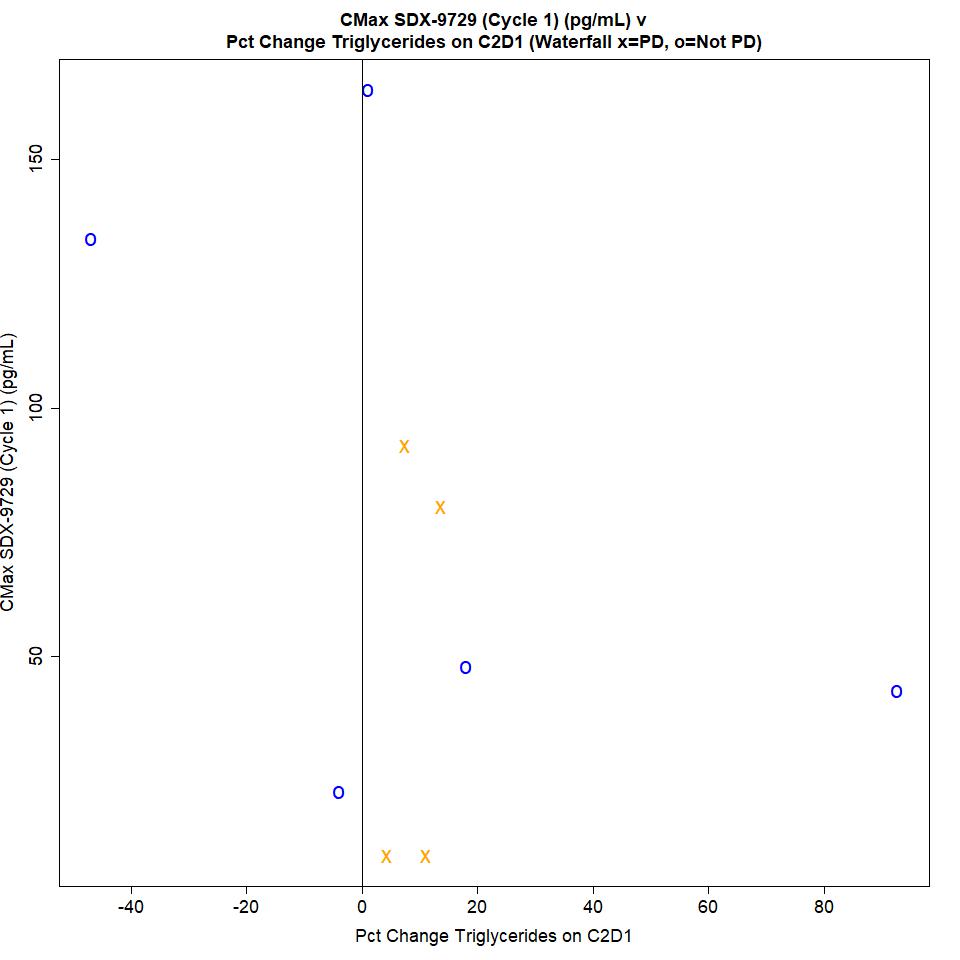 CMax SDX-9729 (Cycle 1) (pg/mL) v
Pct Change Triglycerides on C2D1 (Waterfall x=PD, o=Not PD)
CMax SDX-9729 (Cycle 1) (pg/mL)
150
100
50
O
O
X
X
O
O
O
X X
-40 -20 0 20 40 60 80
Pct Change Triglycerides on C2D1